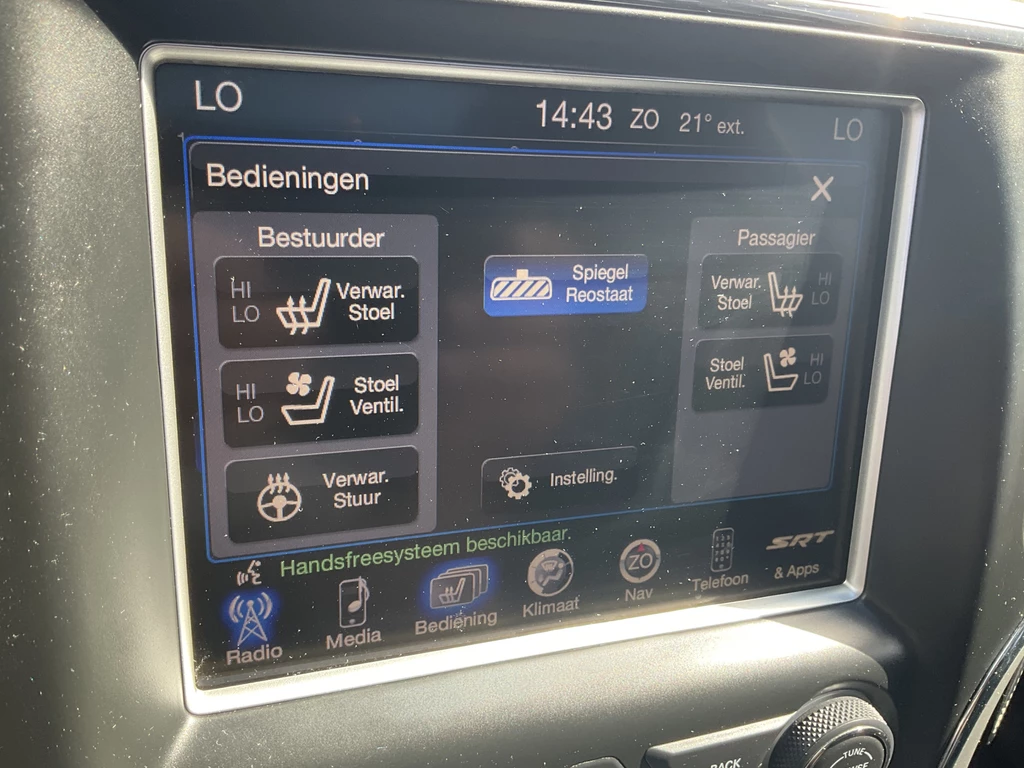 LO
14:43 ZO 21° ext.
LO
Bedieningen
X
Bestuurder
HI
LO
Verwar.
Stoel
HI
LO
Stoel
Ventil.
Verwar.
Stuur
Spiegel
Reostaat
Instelling.
Passagier
Verwar.
Stoel
HI
LO
Stoel
Ventil.
HI
LO
Handsfreesysteem beschikbaar.
Radio
Media
Bediening
Klimaat
ZO
Nav
Telefoon
SRT
& Apps
BACK
TUNE